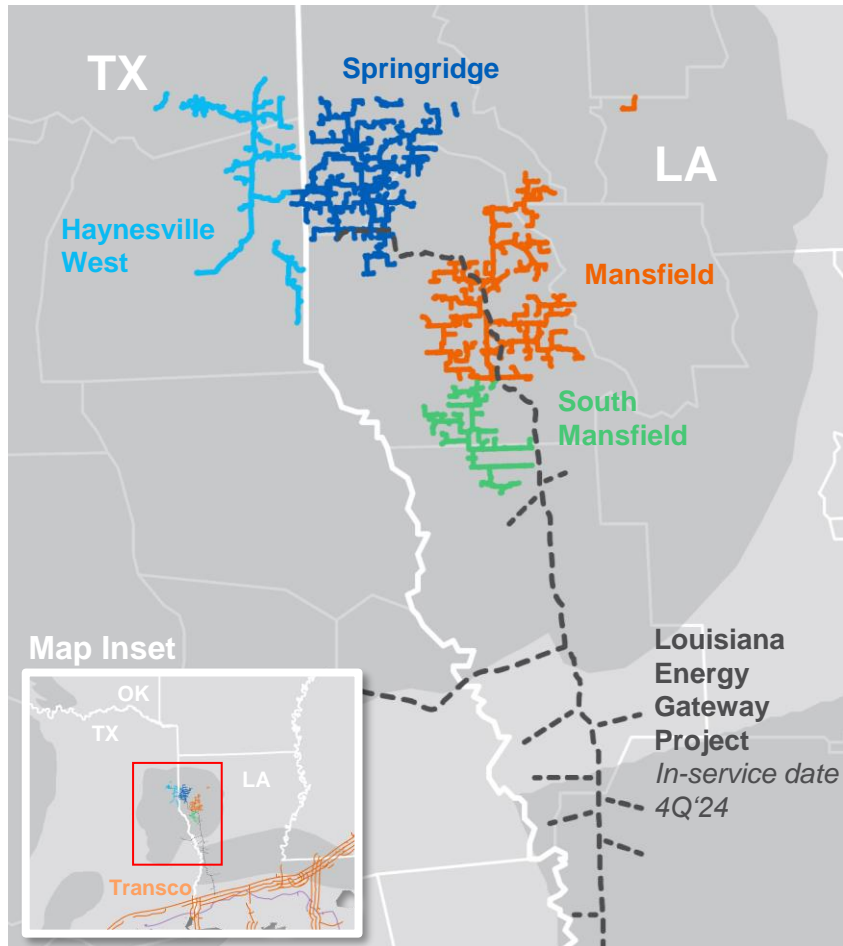 TX
Springridge
LA
Haynesville
West
Mansfield
South
Mansfield
Louisiana
Energy
Gateway
Project
In-service date
4Q‘24
Map Inset
OK
TX
LA
Transco